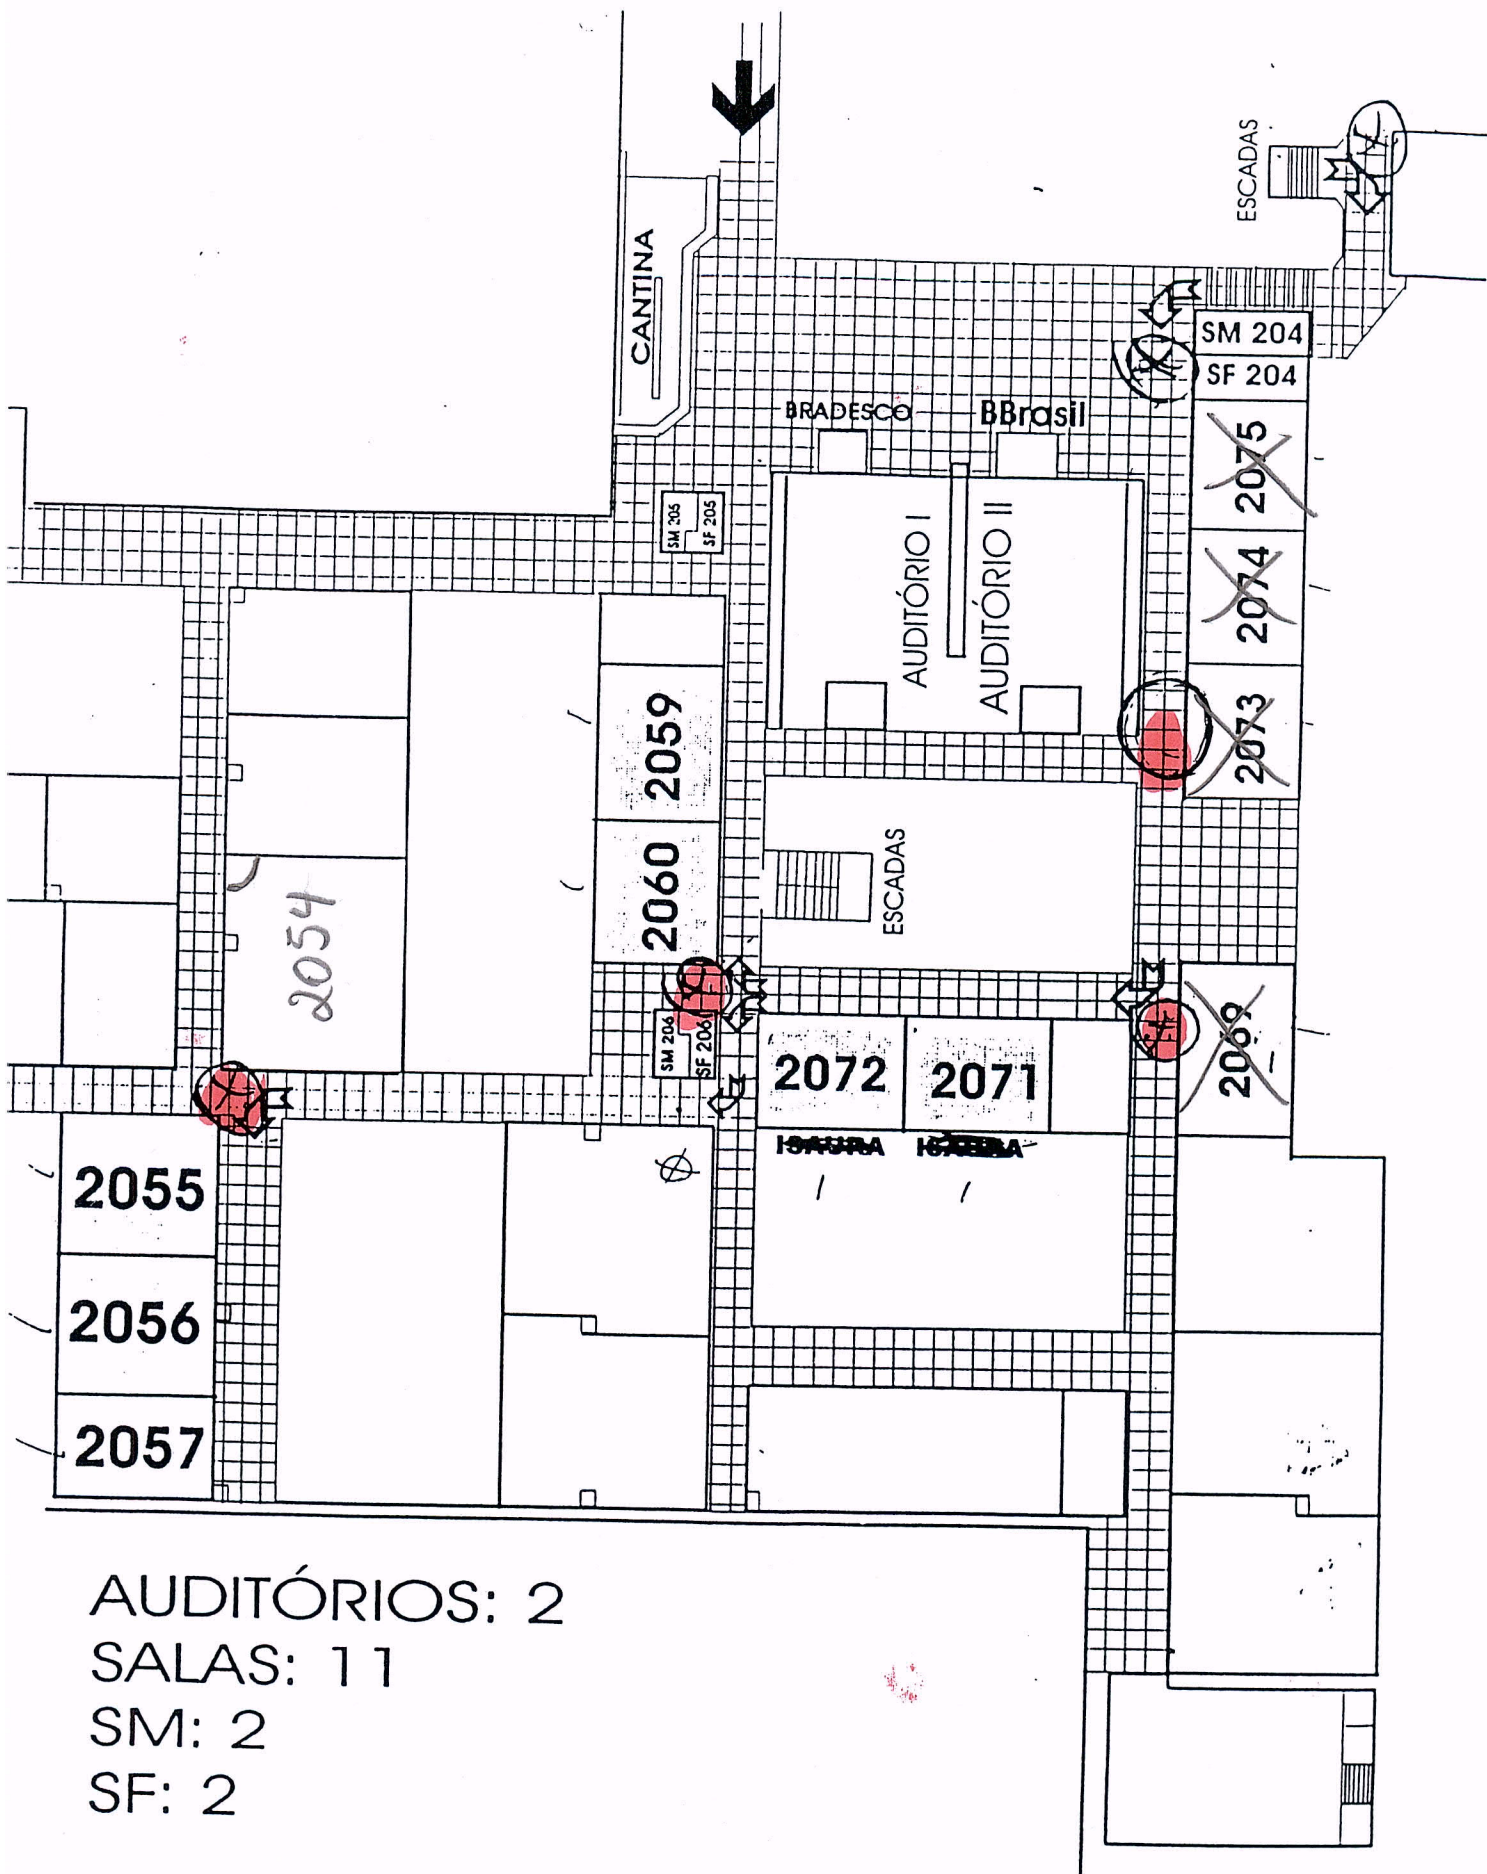 ESCADAS
CANTINA
SM 204
SF 204
BRADESCO
BBrasil
2075
SM 205
SF 205
AUDITÓRIO I
AUDITÓRIO II
2074
2059
2073
2060
ESCADAS
2054
SM 206
SF 206
2072
2071
2069
ISAURA
2055
2056
2057
AUDITÓRIOS: 2
SALAS: 11
SM: 2
SF: 2